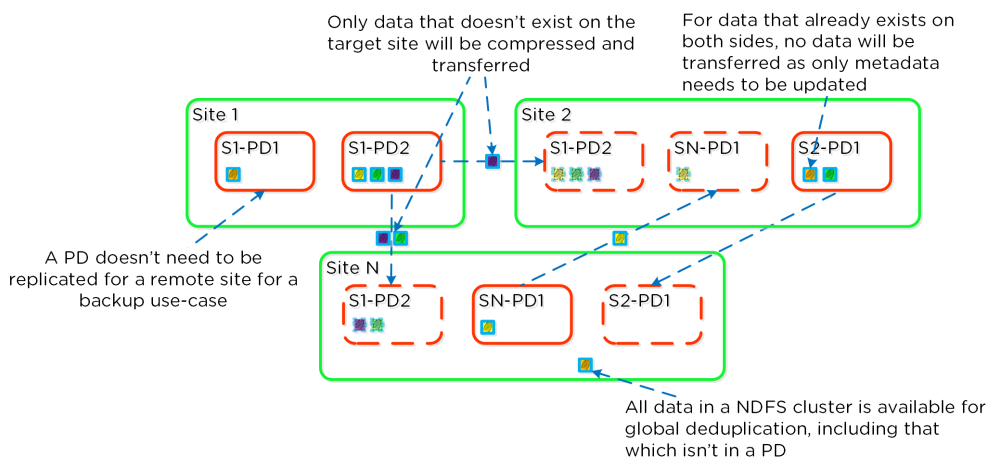 Only data that doesn't exist on the
target site will be compressed and
transferred
For data that already exists on
both sides, no data will be
transferred as only metadata
needs to be updated
Site 1
S1-PD1
S1-PD2
Site 2
S1-PD2
SN-PD1
S2-PD1
A PD doesn't need to be
replicated for a remote site for a
backup use-case
Site N
S1-PD2
SN-PD1
S2-PD1
All data in a NDFS cluster is available for
global deduplication, including that
which isn't in a PD